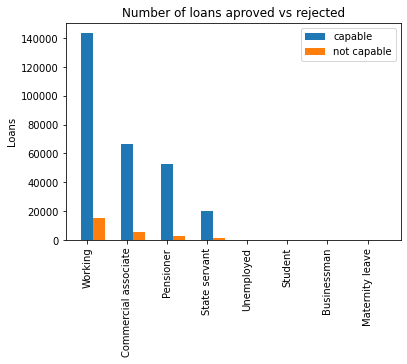 Number of loans aproved vs rejected
capable
not capable
Loans
140000
120000
100000
80000
60000
40000
20000
0
Working
Commercial associate
Pensioner
State servant
Unemployed
Student
Businessman
Maternity leave